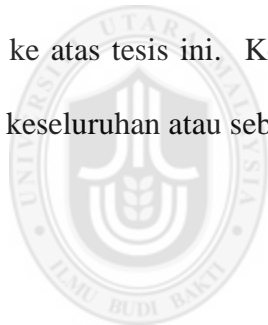 ke atas tesis ini. K
keseluruhan atau seb
UNIVERSITI UTARA MALAYSIA
ILMU BUDI BAKTI